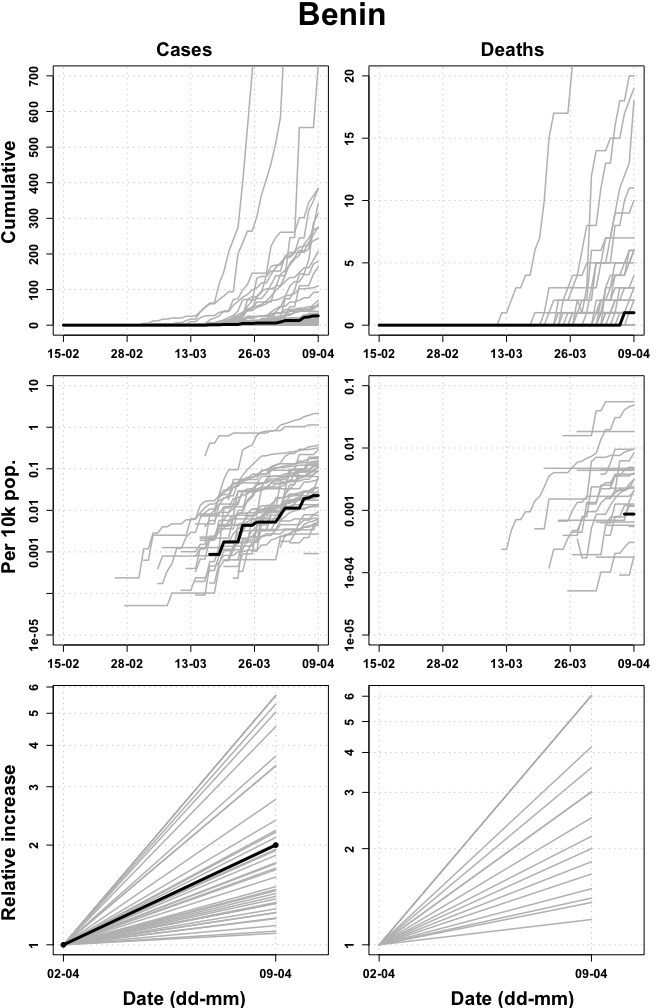 Benin
Cases
Deaths
Cumulative
700
600
500
400
300
200
100
0
15-02 28-02 13-03 26-03 09-04
20
15
10
5
0
15-02 28-02 13-03 26-03 09-04
Per 10k pop.
10
1
0.1
0.01
0.001
1e-05
15-02 28-02 13-03 26-03 09-04
0.1
0.01
0.001
1e-04
1e-05
15-02 28-02 13-03 26-03 09-04
Relative increase
6
5
4
3
2
1
02-04 09-04
Date (dd-mm)
6
5
4
3
2
1
02-04 09-04
Date (dd-mm)